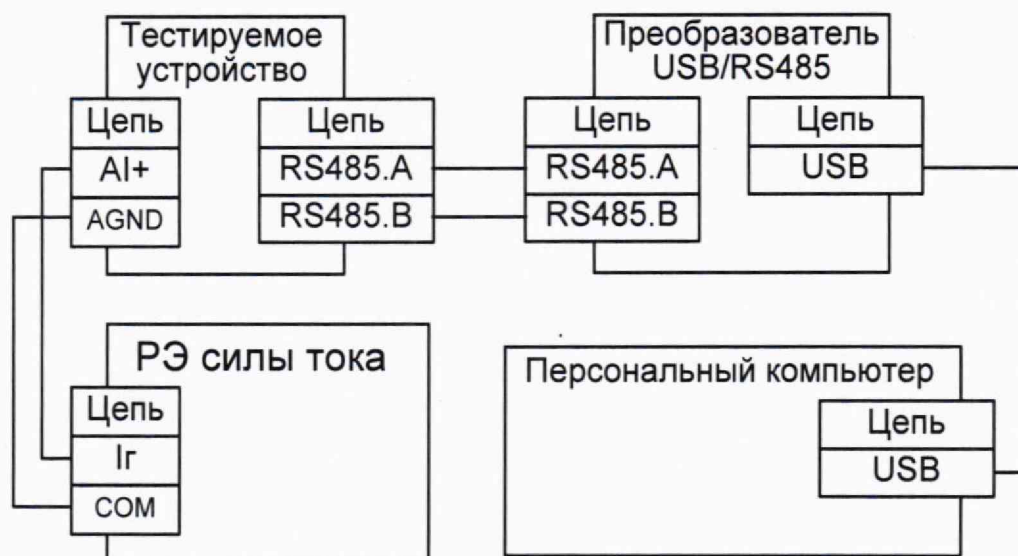 Тестируемое
устройство
Цепь
AI+
AGND
Цепь
RS485.A
RS485.B
Преобразователь
USB/RS485
Цепь
RS485.A
RS485.B
Цепь
USB
РЭ силы тока
Цепь
Iг
COM
Персональный компьютер
Цепь
USB